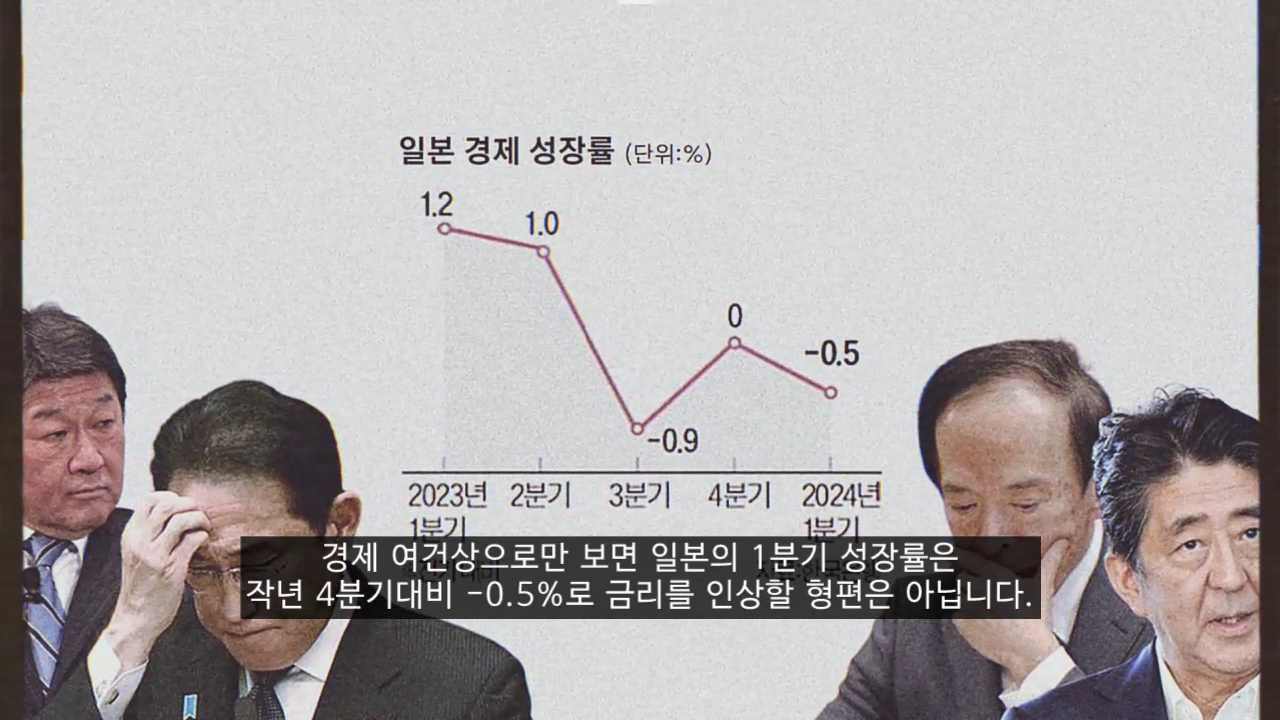 일본 경제 성장률 (단위:%)
1.2
1.0
0
-0.5
-0.9
2023년 2분기 3분기 4분기 2024년
1분기 1분기
경제 여건상으로만 보면 일본의 1분기 성장률은
작년 4분기대비 -0.5%로 금리를 인상할 형편은 아닙니다.